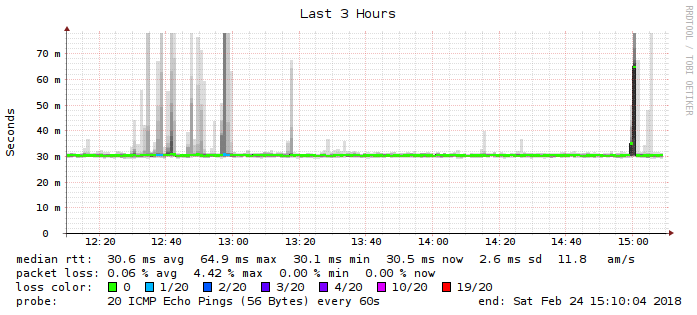 Last 3 Hours
RRDTOOL / TOBI OETIKER
Seconds
70 m
60 m
50 m
40 m
30 m
20 m
10 m
0
12:20 12:40 13:00 13:20 13:40 14:00 14:20 14:40 15:00
median rtt: 30.6 ms avg 64.9 ms max 30.1 ms min 30.5 ms now 2.6 ms sd 11.8 am/s
packet loss: 0.06 % avg 4.42 % max 0.00 % min 0.00 % now
loss color: 0 1/20 2/20 3/20 4/20 10/20 19/20
probe: 20 ICMP Echo Pings (56 Bytes) every 60s end: Sat Feb 24 15:10:04 2018